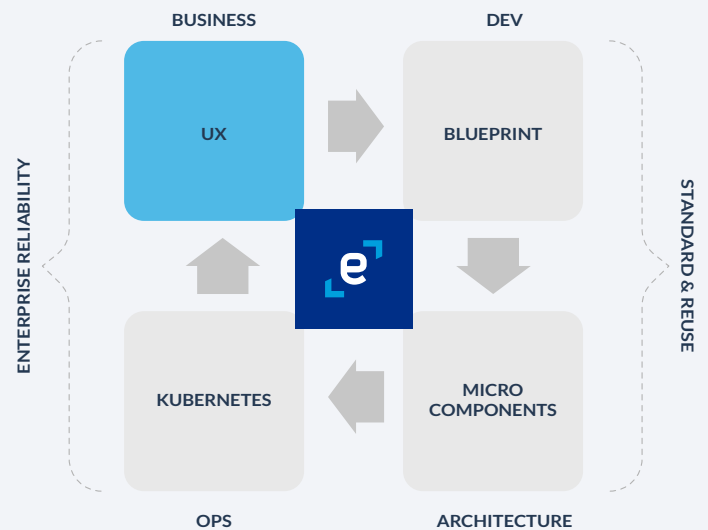 BUSINESS
DEV
UX
BLUEPRINT
ENTERPRISE RELIABILITY
STANDARD & REUSE
e
KUBERNETES
MICRO
COMPONENTS
OPS
ARCHITECTURE